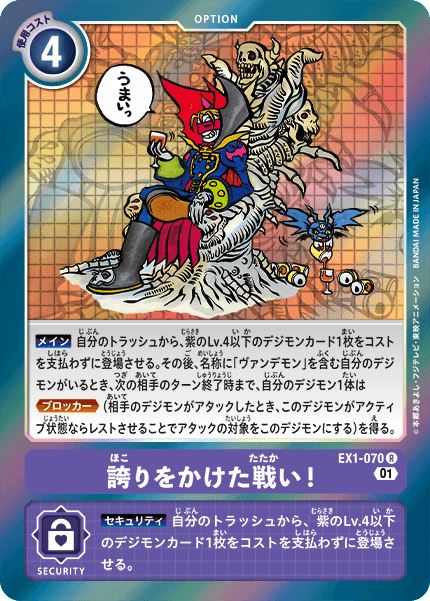 OPTION
使用コスト
4
うまいっ
メイン 自分のトラッシュから、紫のLv.4以下のデジモンカード1枚をコスト
を支払わずに登場させる。その後、名称に「ヴァンデモン」を含む自分のデジ
モンがいるとき、次の相手のターン終了時まで、自分のデジモン1体は
ブロッカー (相手のデジモンがアタックしたとき、このデジモンがアクティ
ブ状態ならレストさせることでアタックの対象をこのデジモンにする)を得る。
©本郷あきよし・フジテレビ・東映アニメーション BANDAI MADE IN JAPAN
EX1-070 R
01
誇りをかけた戦い!
セキュリティ 自分のトラッシュから、紫のLv.4以下
のデジモンカード1枚をコストを支払わずに登場さ
せる。
SECURITY